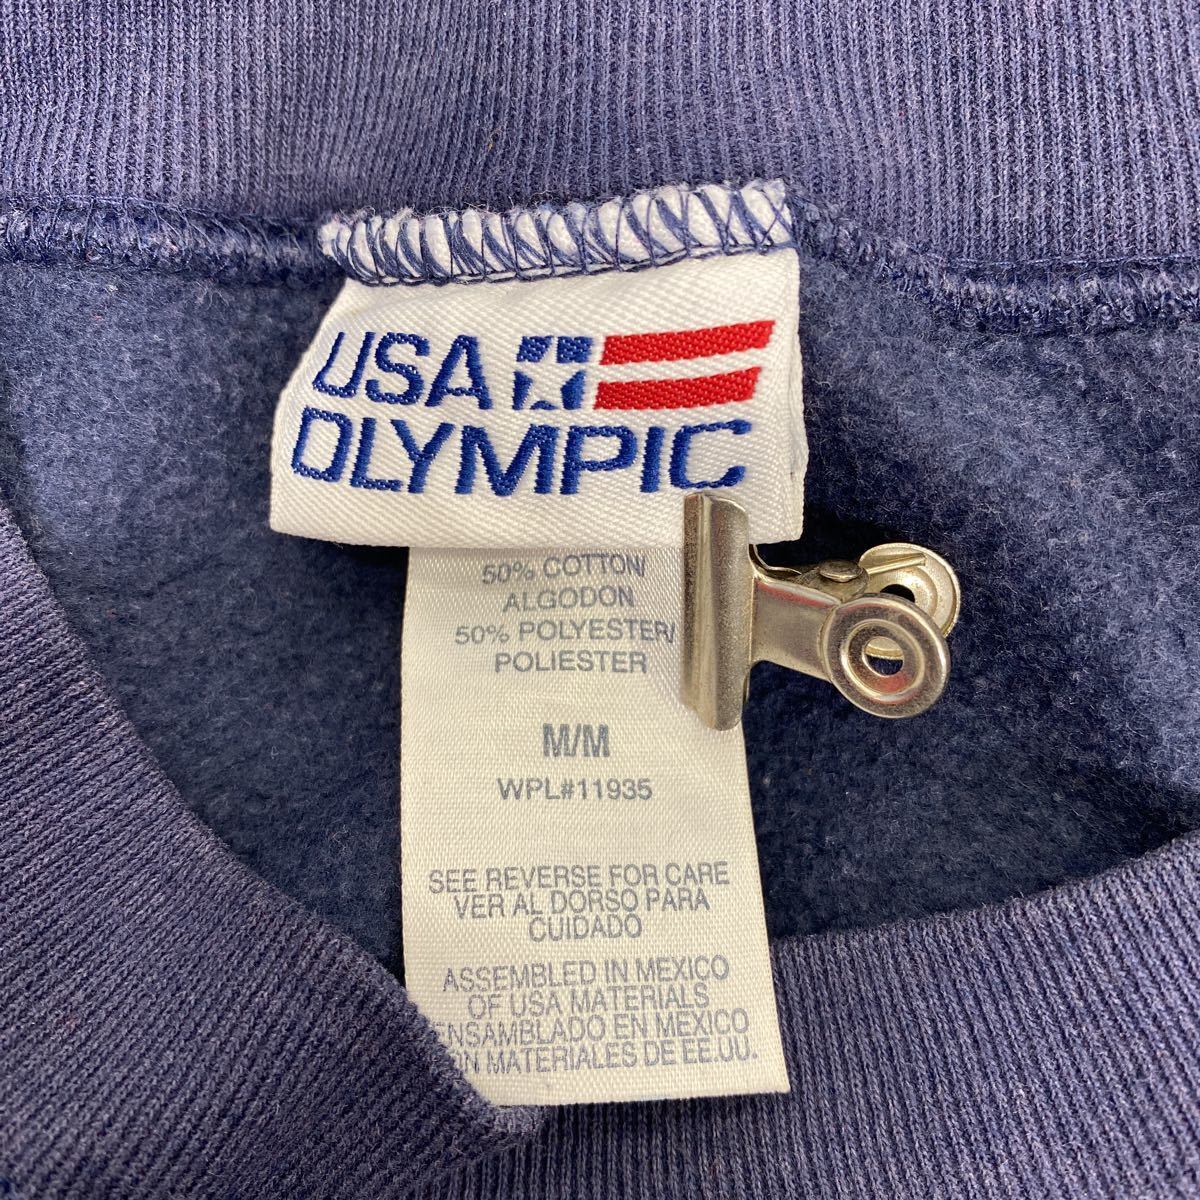 USA
OLYMPIC
50% COTTON/
ALGODON
50% POLYESTER/
POLIESTER
M/M
WPL#11935
SEE REVERSE FOR CARE
VER AL DORSO PARA
CUIDADO
ASSEMBLED IN MEXICO
OF USA MATERIALS
ENSAMBLADO EN MEXICO
CON MATERIALES DE EE.UU.